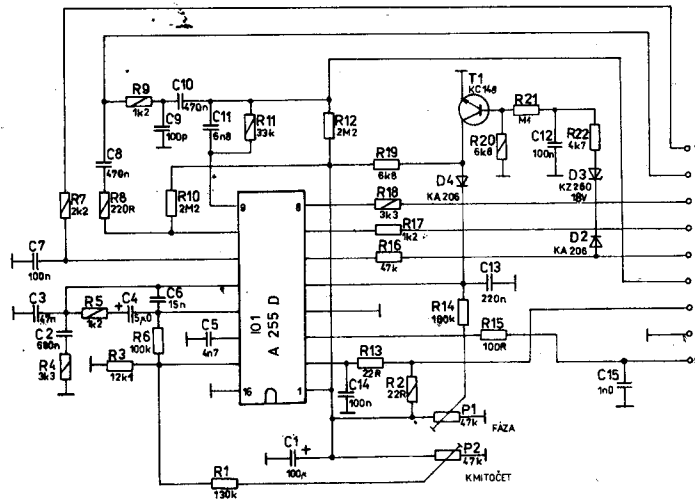 T1
KC148
R9
1k2
C10
470n
C9
100p
C11
6n8
R11
33k
R12
2M2
R21
M1
R20
6k8
C12
100n
R22
4k7
R19
6k8
C8
470n
R7
2k2
R8
220R
R10
2M2
D4
KA 206
D3
KZ260
18V
R18
3k3
9
8
R17
1k2
D2
KA 206
R16
47k
C7
100n
C6
15n
C13
220n
C3
47n
R5
1k2
+
C4
5μ0
R14
180k
IO1
A 255 D
R15
100R
C2
680n
R6
100k
C5
4n7
R4
3k3
R3
12k1
R13
22R
R2
22R
C14
100n
C15
1n0
16
1
P1
47k
FÁZA
C1
+
100μ
P2
47k
KMITOČET
R1
130k